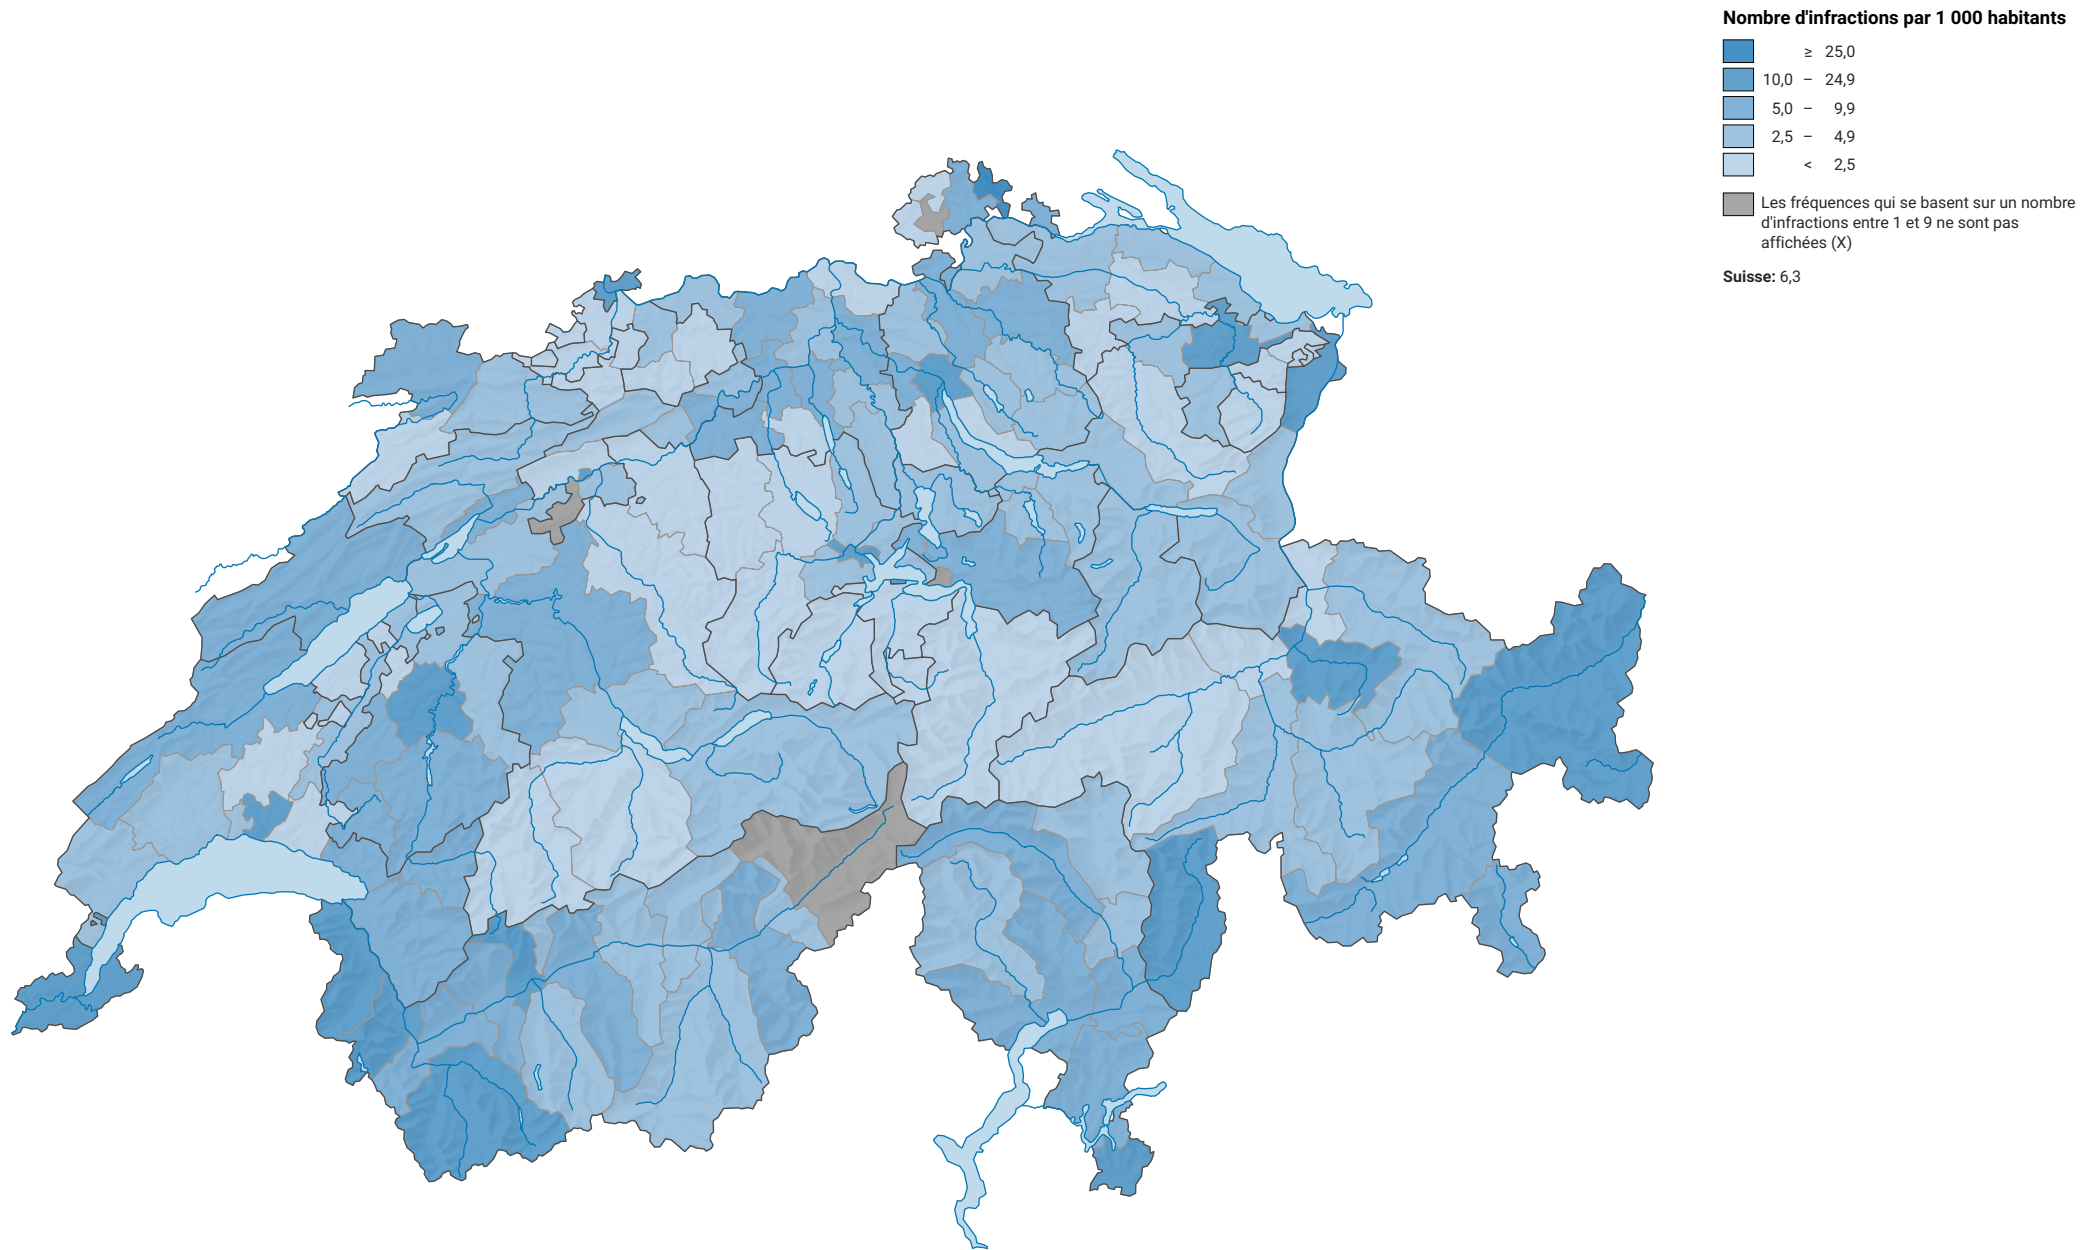 Nombre d'infractions par 1 000 habitants
≥ 25,0
10,0 – 24,9
5,0 – 9,9
2,5 – 4,9
< 2,5
Les fréquences qui se basent sur un nombre
d'infractions entre 1 et 9 ne sont pas
affichées (X)
Suisse: 6,3